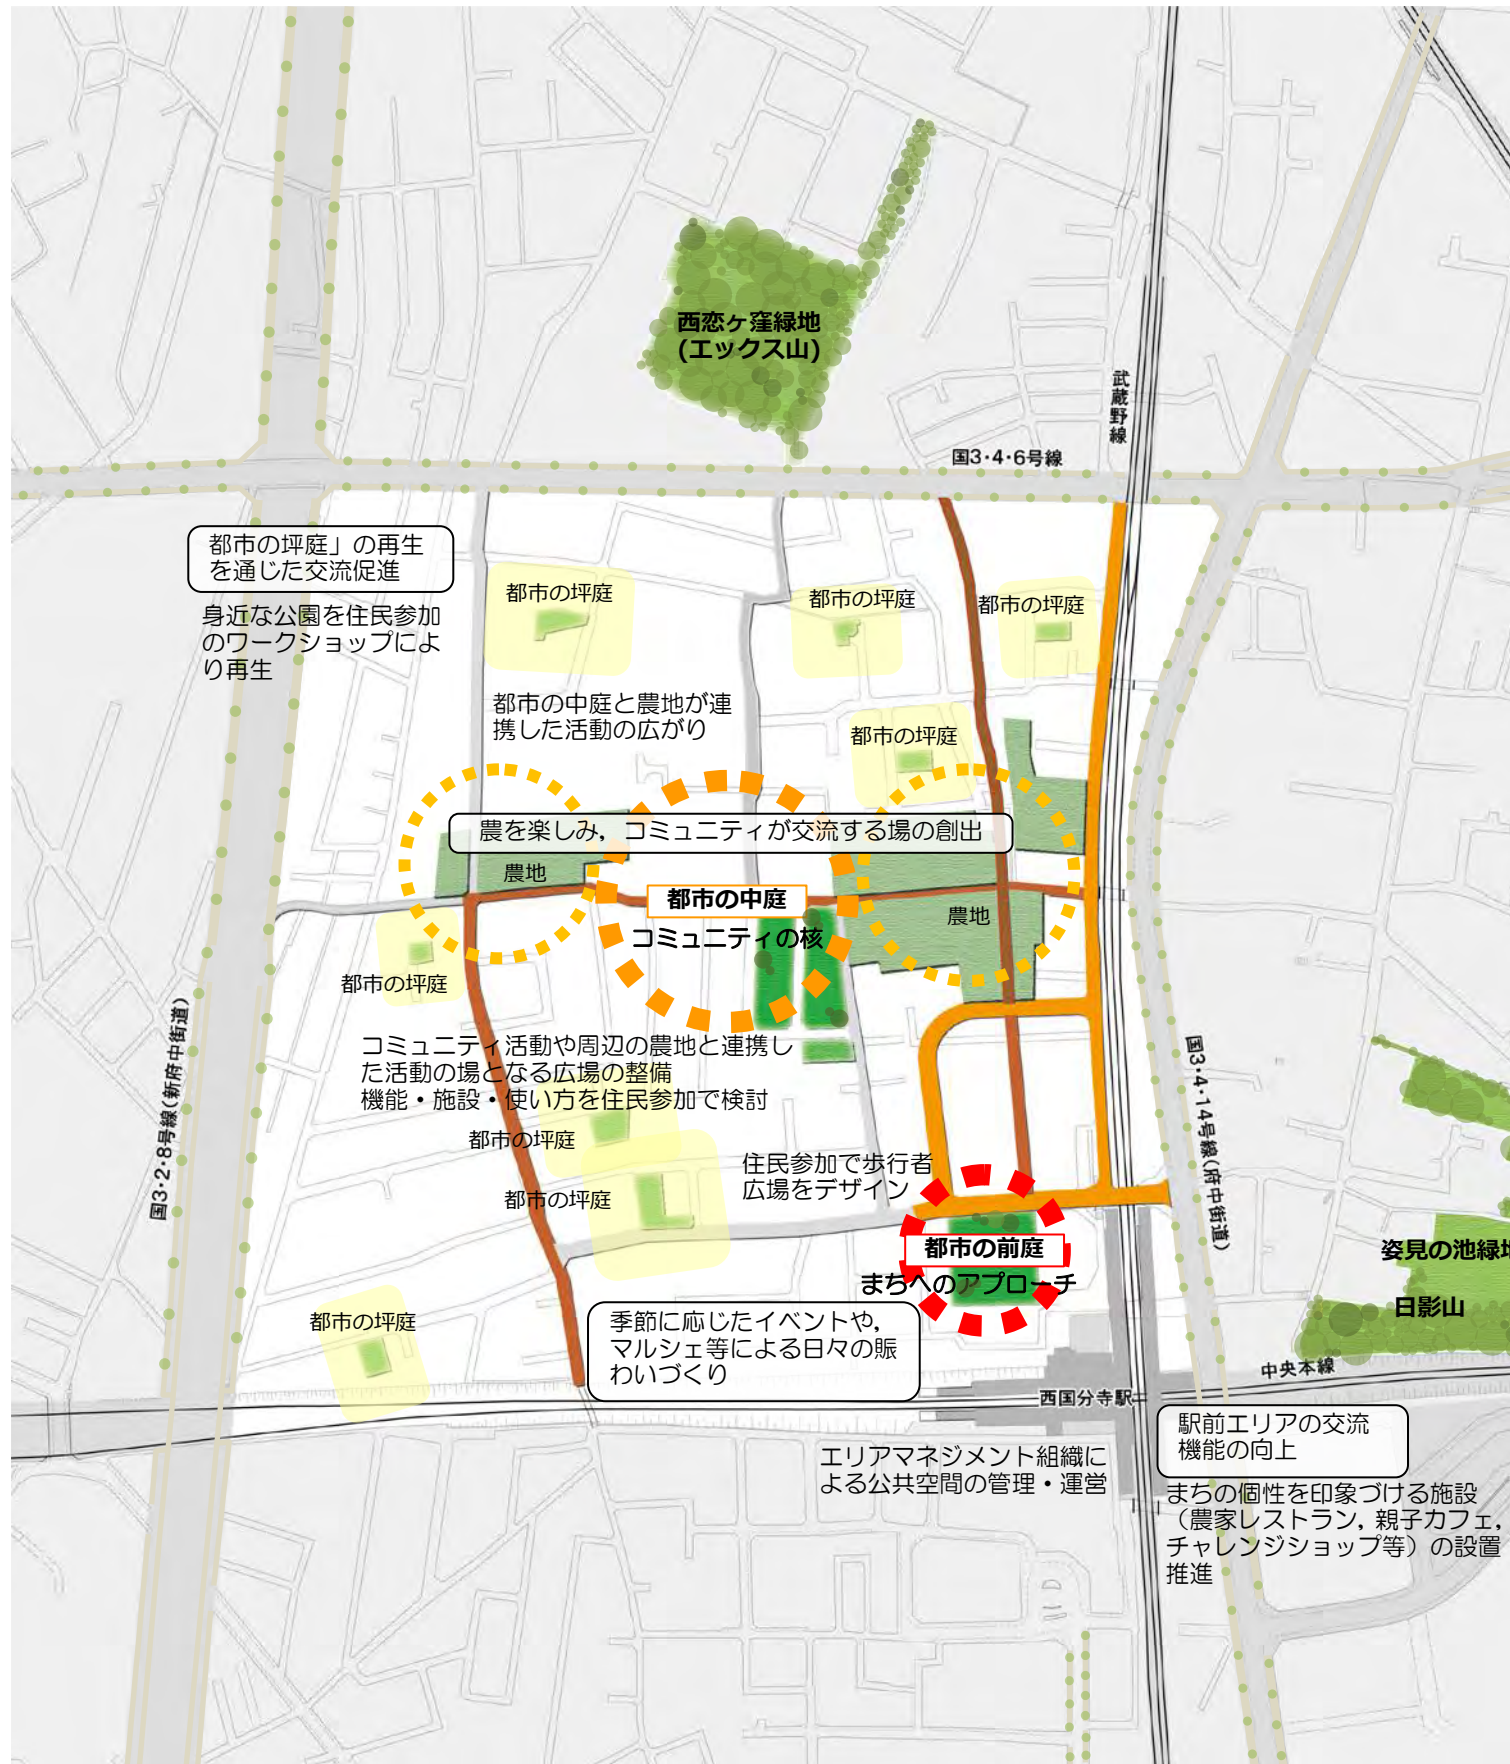 西恋ヶ窪緑地
(エックス山)
武蔵野線
国3・4・6号線
都市の坪庭」の再生
を通じた交流促進
身近な公園を住民参加
のワークショップによ
り再生
都市の坪庭
都市の坪庭
都市の坪庭
都市の中庭と農地が連
携した活動の広がり
都市の坪庭
農を楽しみ，コミュニティが交流する場の創出
農地
都市の中庭
コミュニティの核
農地
都市の坪庭
国3・2・8号線(新府中街道)
コミュニティ活動や周辺の農地と連携し
た活動の場となる広場の整備
機能・施設・使い方を住民参加で検討
国3・4・14号線(府中街道)
都市の坪庭
都市の坪庭
住民参加で歩行者
広場をデザイン
都市の前庭
まちへのアプローチ
姿見の池緑地
日影山
都市の坪庭
季節に応じたイベントや，
マルシェ等による日々の賑
わいづくり
中央本線
西国分寺駅
エリアマネジメント組織に
よる公共空間の管理・運営
駅前エリアの交流
機能の向上
まちの個性を印象づける施設
（農家レストラン，親子カフェ，
チャレンジショップ等）の設置
推進